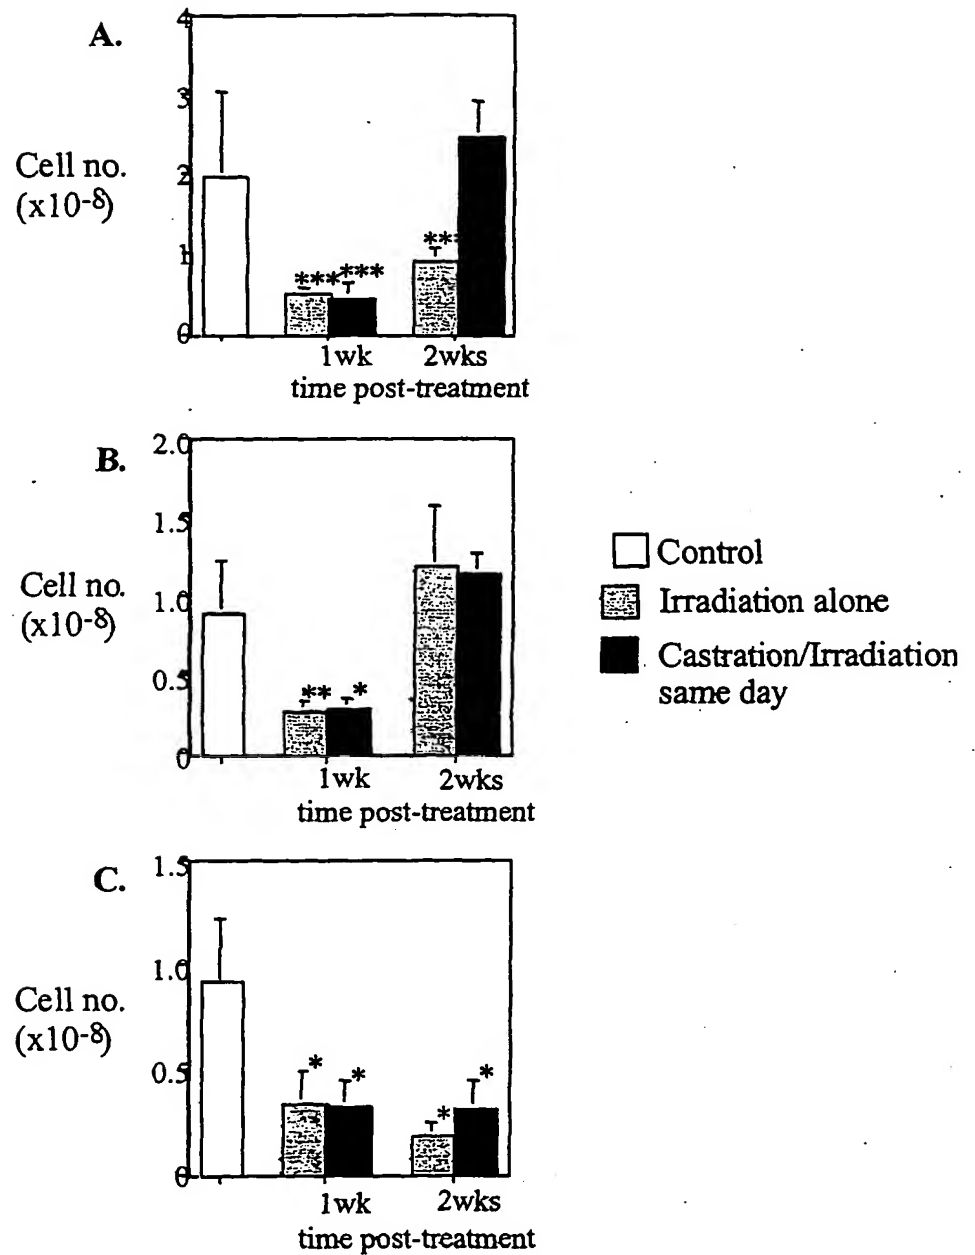 A.
4
3
2
1
0
Cell no.
(x10-8)
***
***
***
1wk 2wks
time post-treatment
B.
2.0
1.5
1.0
0.5
0
Cell no.
(x10-8)
**
*
1wk 2wks
time post-treatment
Control
Irradiation alone
Castration/Irradiation
same day
C.
1.5
1.0
0.5
0
Cell no.
(x10-8)
*
*
*
*
1wk 2wks
time post-treatment